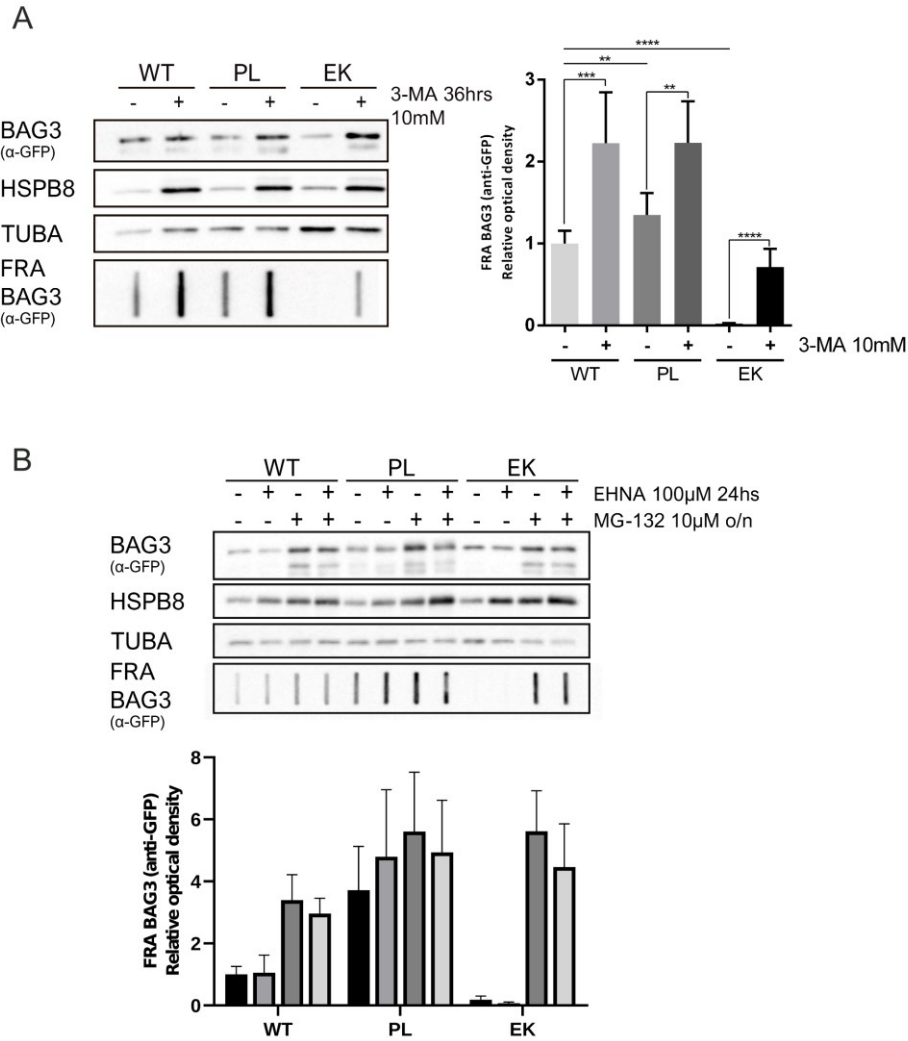 A
WT PL EK
- + - + - + 3-MA 36hrs
10mM
BAG3
(α-GFP)
HSPB8
TUBA
FRA
BAG3
(α-GFP)
FRA BAG3 (anti-GFP)
Relative optical density
****
**
*** **
****
3
2
1
0
- + - + - + 3-MA 10mM
WT PL EK
B
WT PL EK
- + - + - + - + - + - + EHNA 100µM 24hs
- - + + - - + + - - + + MG-132 10µM o/n
BAG3
(α-GFP)
HSPB8
TUBA
FRA
BAG3
(α-GFP)
FRA BAG3 (anti-GFP)
Relative optical density
8
6
4
2
0
WT PL EK